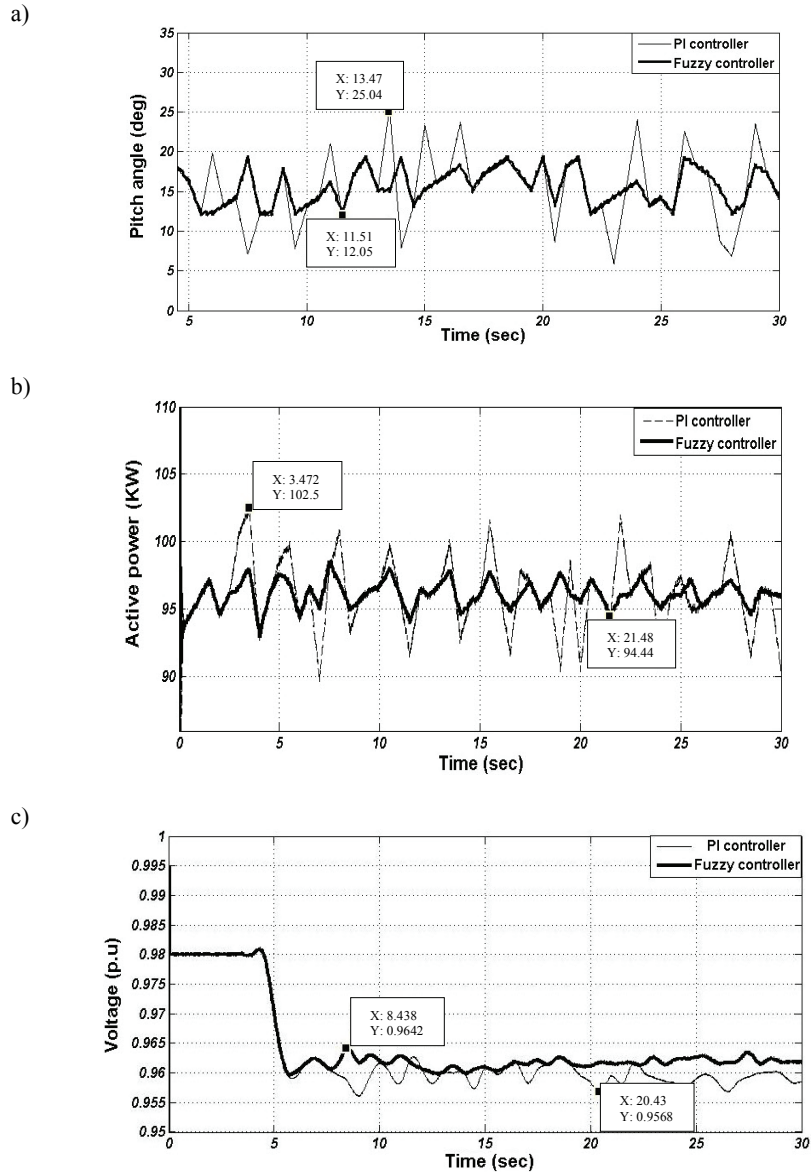 a)
35
30
25
20
15
10
5
0
Pitch angle (deg)
PI controller
Fuzzy controller
X: 13.47
Y: 25.04
X: 11.51
Y: 12.05
5
10
15
20
25
30
Time (sec)
b)
110
105
100
95
90
Active power (KW)
PI controller
Fuzzy controller
X: 3.472
Y: 102.5
X: 21.48
Y: 94.44
0
5
10
15
20
25
30
Time (sec)
c)
1
0.995
0.99
0.985
0.98
0.975
0.97
0.965
0.96
0.955
0.95
Voltage (p.u)
PI controller
Fuzzy controller
X: 8.438
Y: 0.9642
X: 20.43
Y: 0.9568
0
5
10
15
20
25
30
Time (sec)